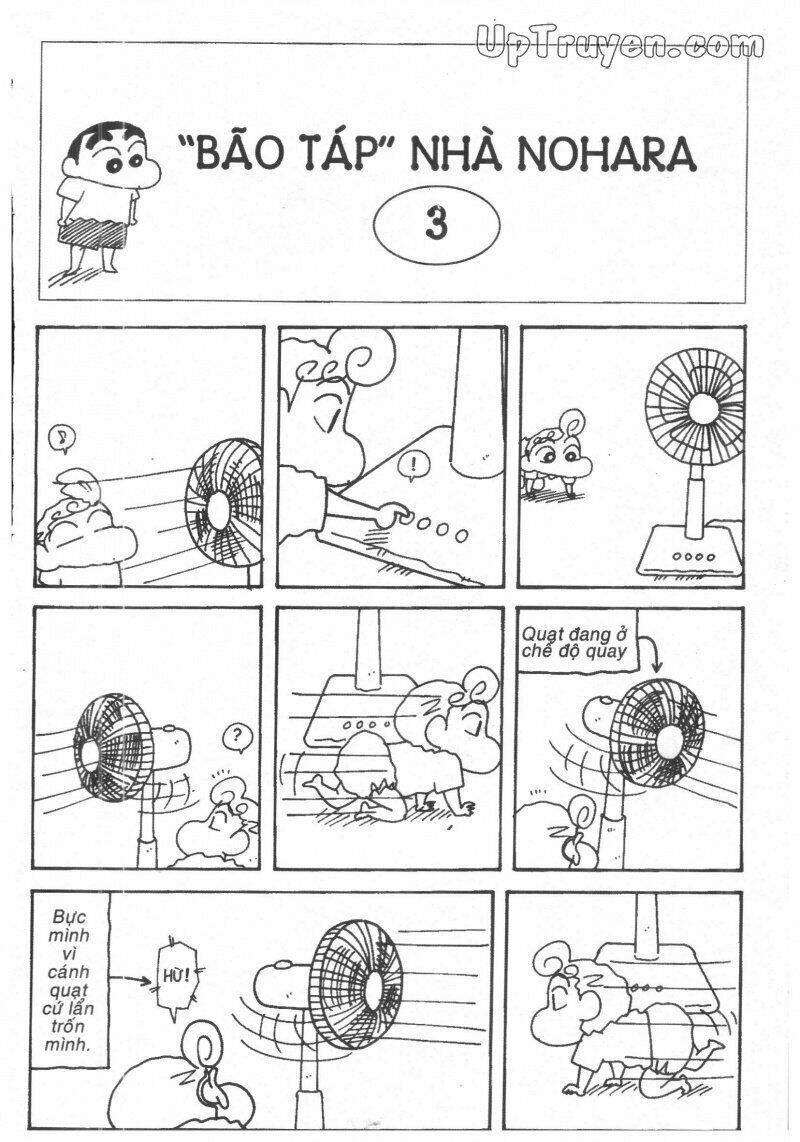 UpTruyen.com
"BÃO TÁP" NHÀ NOHARA
3
♪
!
?
Quạt đang ở
chế độ quay
Bực
mình
vì
cánh
quạt
cứ lẩn
trốn
mình.
HỪ!